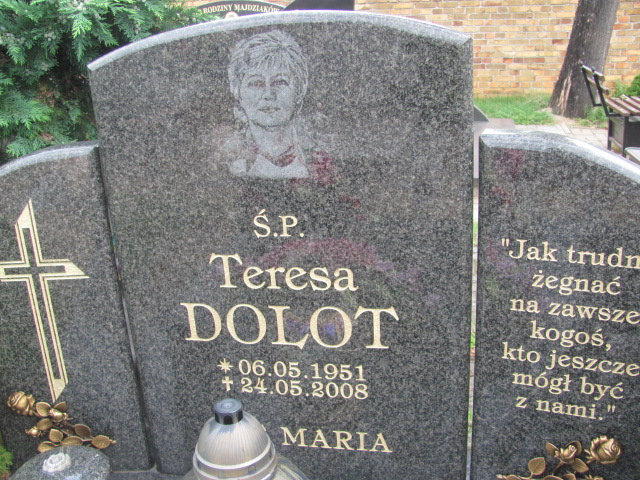 RODZINY MAJDZIAKÓW
Ś.P.
Teresa
DOLOT
* 06.05.1951
† 24.05.2008
MARIA
"Jak trudn
żegnać
na zawsze
kogoś,
kto jeszcze
mógł być
z nami."